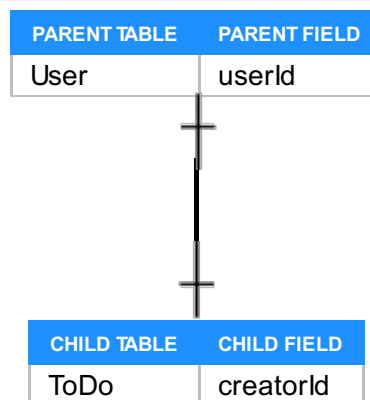 PARENT TABLE PARENT FIELD
User userId
CHILD TABLE CHILD FIELD
ToDo creatorId